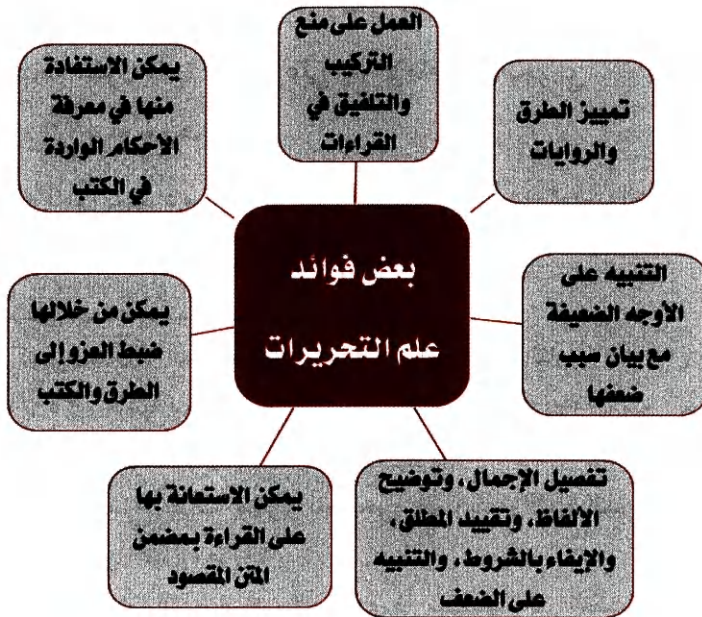 بعض فوائد
علم التحريرات
العمل على منع
التركيب
والتلفيق في
القراءات
تمييز الطرق
والروايات
التنبيه على
الأوجه الضعيفة
مع بيان سبب
ضعفها
تفصيل الإجمال، وتوضيح
الألفاظ، وتقييد المطلق،
والإيفاء بالشروط، والتنبيه
على الضعف
يمكن الاستعانة بها
على القراءة بمضمن
المتن المقصود
يمكن من خلالها
ضبط العزو إلى
الطرق والكتب
يمكن الاستفادة
منها في معرفة
الأحكام الواردة
في الكتب